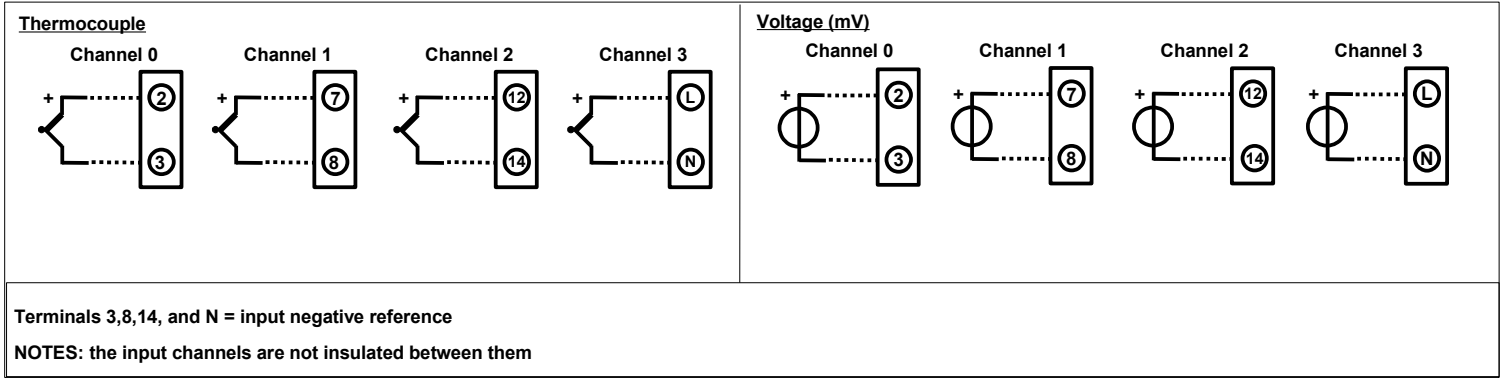 Thermocouple
Channel 0 Channel 1 Channel 2 Channel 3
+ 2 + 7 + 12 + L
3 8 14 N
Voltage (mV)
Channel 0 Channel 1 Channel 2 Channel 3
+ 2 + 7 + 12 + L
3 8 14 N
Terminals 3,8,14, and N = input negative reference
NOTES: the input channels are not insulated between them